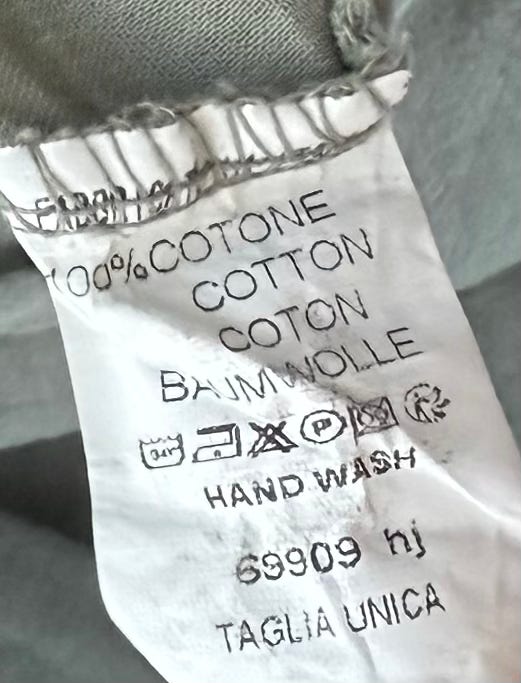 100%COTONE
COTTON
COTON
BAUMWOLLE
P
HAND WASH
69909 hj
TAGLIA UNICA